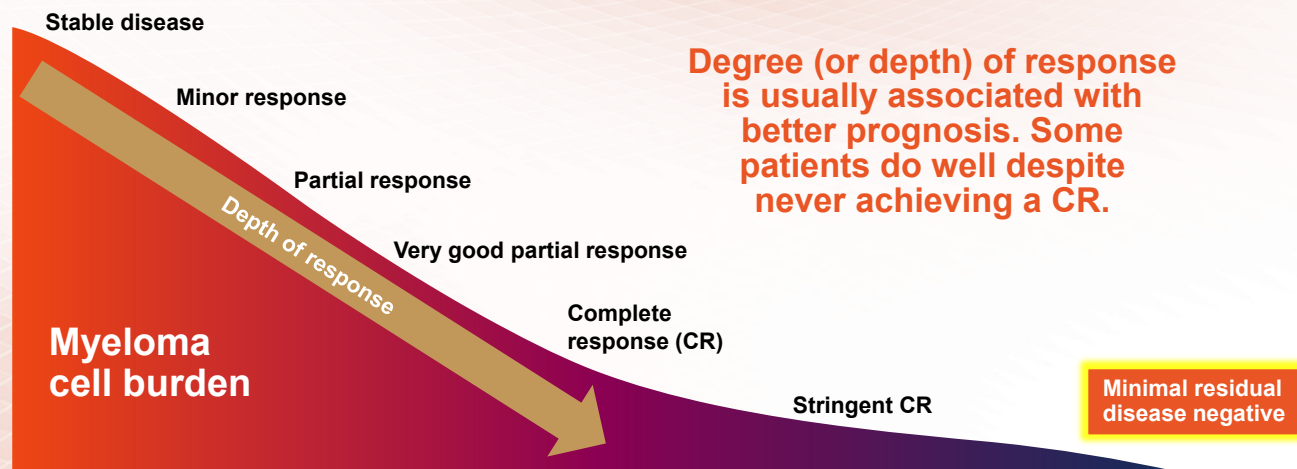 Stable disease
Degree (or depth) of response
is usually associated with
better prognosis. Some
patients do well despite
never achieving a CR.
Minor response
Partial response
Depth of response
Very good partial response
Complete
response (CR)
Myeloma
cell burden
Stringent CR
Minimal residual
disease negative